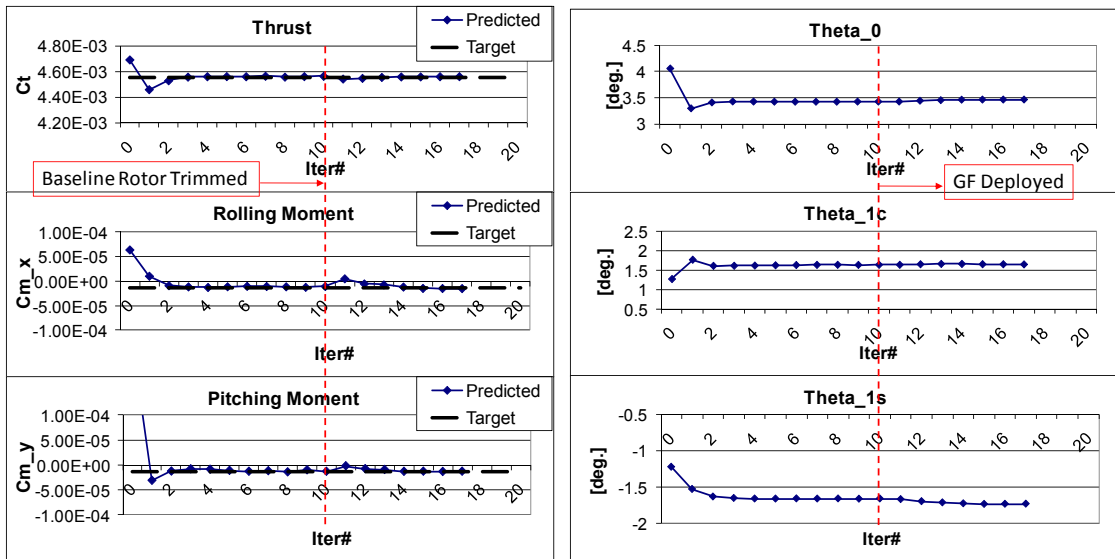 Thrust
Predicted
Target
4.80E-03
4.60E-03
4.40E-03
4.20E-03
Ct
0 2 4 6 8 10 12 14 16 18 20
Iter#
Baseline Rotor Trimmed
Rolling Moment
Predicted
Target
1.00E-04
5.00E-05
0.00E+00
-5.00E-05
-1.00E-04
Cm_x
0 2 4 6 8 10 12 14 16 18 20
Iter#
Pitching Moment
Predicted
Target
1.00E-04
5.00E-05
0.00E+00
-5.00E-05
-1.00E-04
Cm_y
0 2 4 6 8 10 12 14 16 18 20
Iter#
Theta_0
4.5
4
3.5
3
[deg.]
0 2 4 6 8 10 12 14 16 18 20
Iter#
GF Deployed
Theta_1c
2.5
2
1.5
1
0.5
[deg.]
0 2 4 6 8 10 12 14 16 18 20
Iter#
Theta_1s
-0.5
-1
-1.5
-2
[deg.]
0 2 4 6 8 10 12 14 16 18 20
Iter#